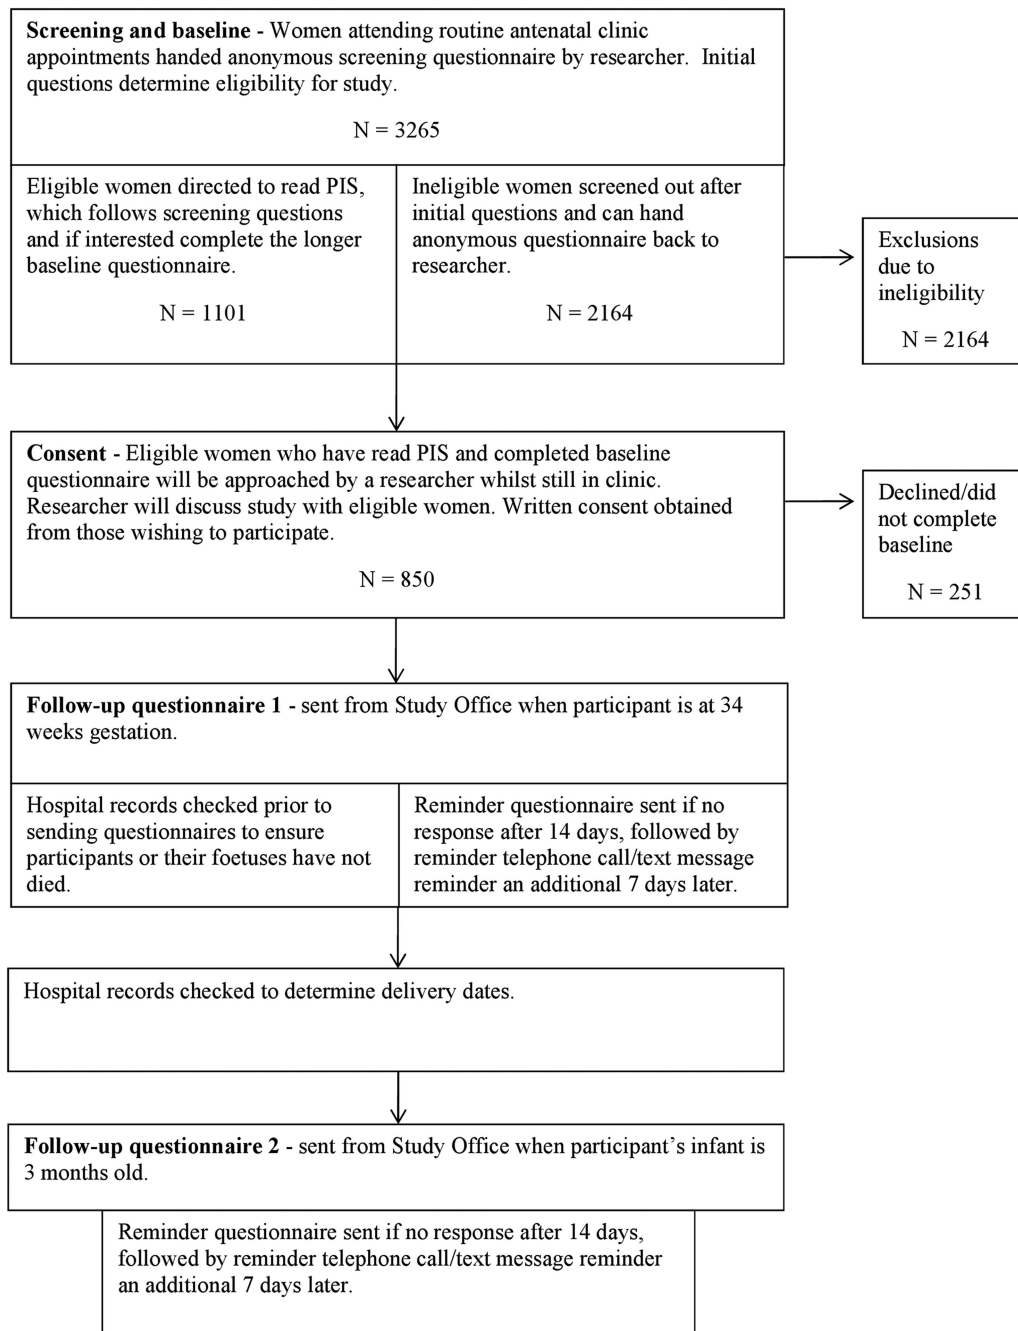 Screening and baseline - Women attending routine antenatal clinic
appointments handed anonymous screening questionnaire by researcher.  Initial
questions determine eligibility for study.
N = 3265
Eligible women directed to read PIS,
which follows screening questions
and if interested complete the longer
baseline questionnaire.
N = 1101
Ineligible women screened out after
initial questions and can hand
anonymous questionnaire back to
researcher.
N = 2164
Exclusions
due to
ineligibility
N = 2164
Consent - Eligible women who have read PIS and completed baseline
questionnaire will be approached by a researcher whilst still in clinic.
Researcher will discuss study with eligible women. Written consent obtained
from those wishing to participate.
N = 850
Declined/did
not complete
baseline
N = 251
Follow-up questionnaire 1 - sent from Study Office when participant is at 34
weeks gestation.
Hospital records checked prior to
sending questionnaires to ensure
participants or their foetuses have not
died.
Reminder questionnaire sent if no
response after 14 days, followed by
reminder telephone call/text message
reminder an additional 7 days later.
Hospital records checked to determine delivery dates.
Follow-up questionnaire 2 - sent from Study Office when participant's infant is
3 months old.
Reminder questionnaire sent if no response after 14 days,
followed by reminder telephone call/text message reminder
an additional 7 days later.